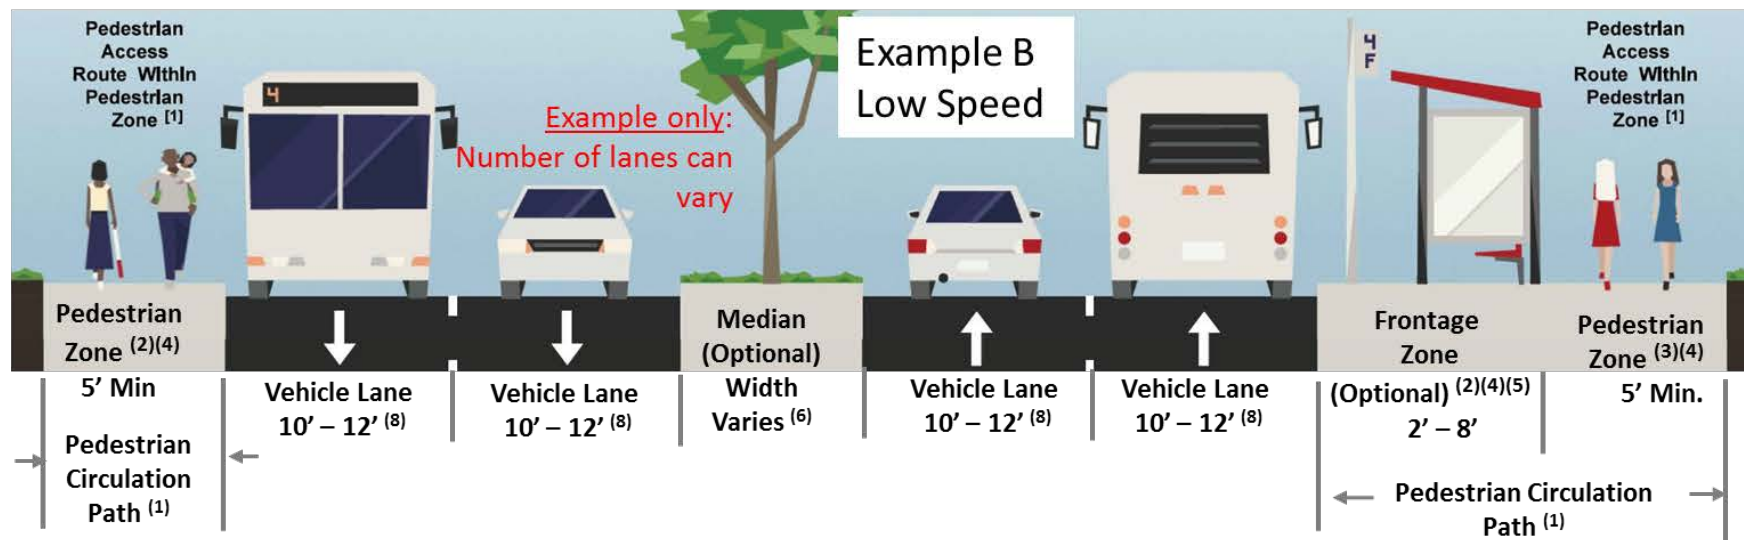 Pedestrian
Access
Route Within
Pedestrian
Zone [1]
4
Example only:
Number of lanes can
vary
Example B
Low Speed
4
F
Pedestrian
Access
Route Within
Pedestrian
Zone [1]
Pedestrian
Zone (2)(4)
5’ Min
Pedestrian
Circulation
Path (1)
Vehicle Lane
10’ – 12’ (8)
Vehicle Lane
10’ – 12’ (8)
Median
(Optional)
Width
Varies (6)
Vehicle Lane
10’ – 12’ (8)
Vehicle Lane
10’ – 12’ (8)
Frontage
Zone
(Optional) (2)(4)(5)
2’ – 8’
Pedestrian
Zone (3)(4)
5’ Min.
Pedestrian Circulation
Path (1)